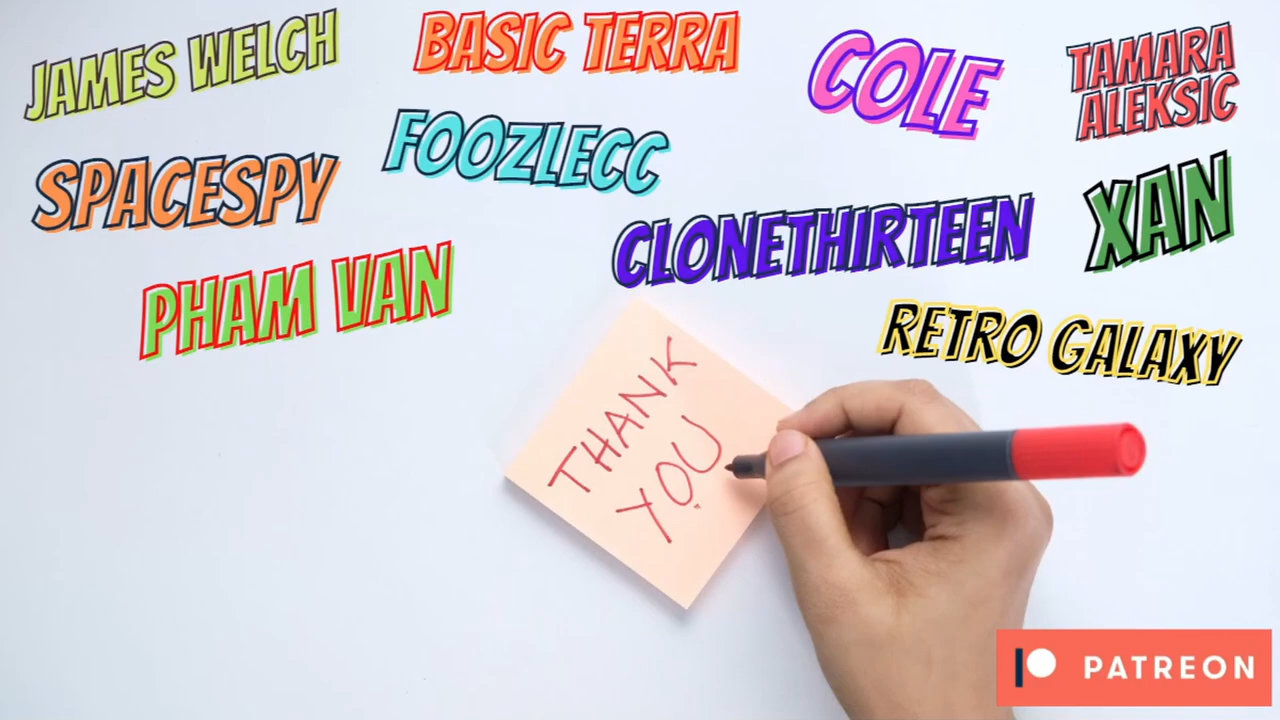 JAMES WELCH
BASIC TERRA
COLE
TAMARA
ALEKSIC
SPACESPY
FOOZLECC
CLONETHIRTEEN
XAN
PHAM VAN
RETRO GALAXY
THANK
YOU
PATREON